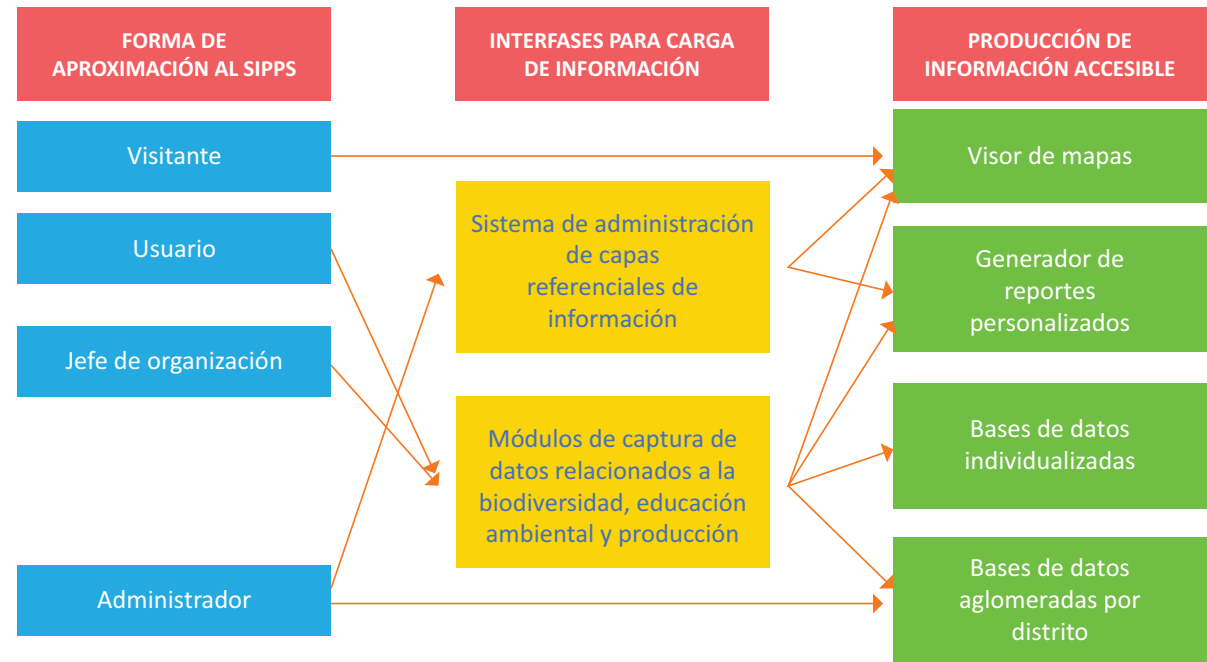 FORMA DE
APROXIMACIÓN AL SIPPS
Visitante
Usuario
Jefe de organización
Administrador
INTERFASES PARA CARGA
DE INFORMACIÓN
Sistema de administración
de capas
referenciales de
información
Módulos de captura de
datos relacionados a la
biodiversidad, educación
ambiental y producción
PRODUCCIÓN DE
INFORMACIÓN ACCESIBLE
Visor de mapas
Generador de
reportes
personalizados
Bases de datos
individualizadas
Bases de datos
aglomeradas por
distrito